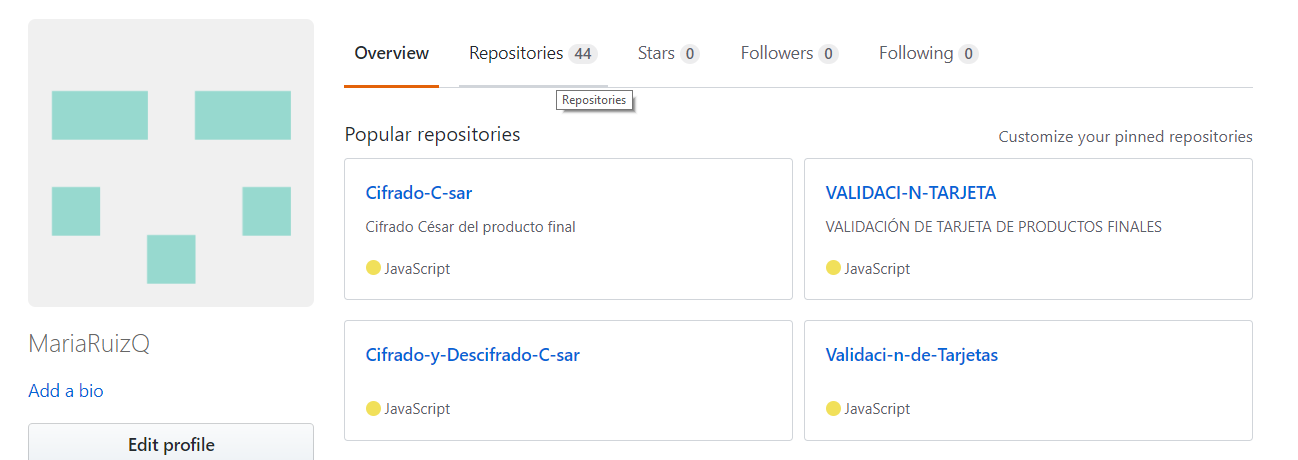 Overview Repositories 44 Stars 0 Followers 0 Following 0
Repositories
Popular repositories
Customize your pinned repositories
Cifrado-C-sar
Cifrado César del producto final
JavaScript
VALIDACI-N-TARJETA
VALIDACIÓN DE TARJETA DE PRODUCTOS FINALES
JavaScript
Cifrado-y-Descifrado-C-sar
JavaScript
Validaci-n-de-Tarjetas
JavaScript
MariaRuizQ
Add a bio
Edit profile